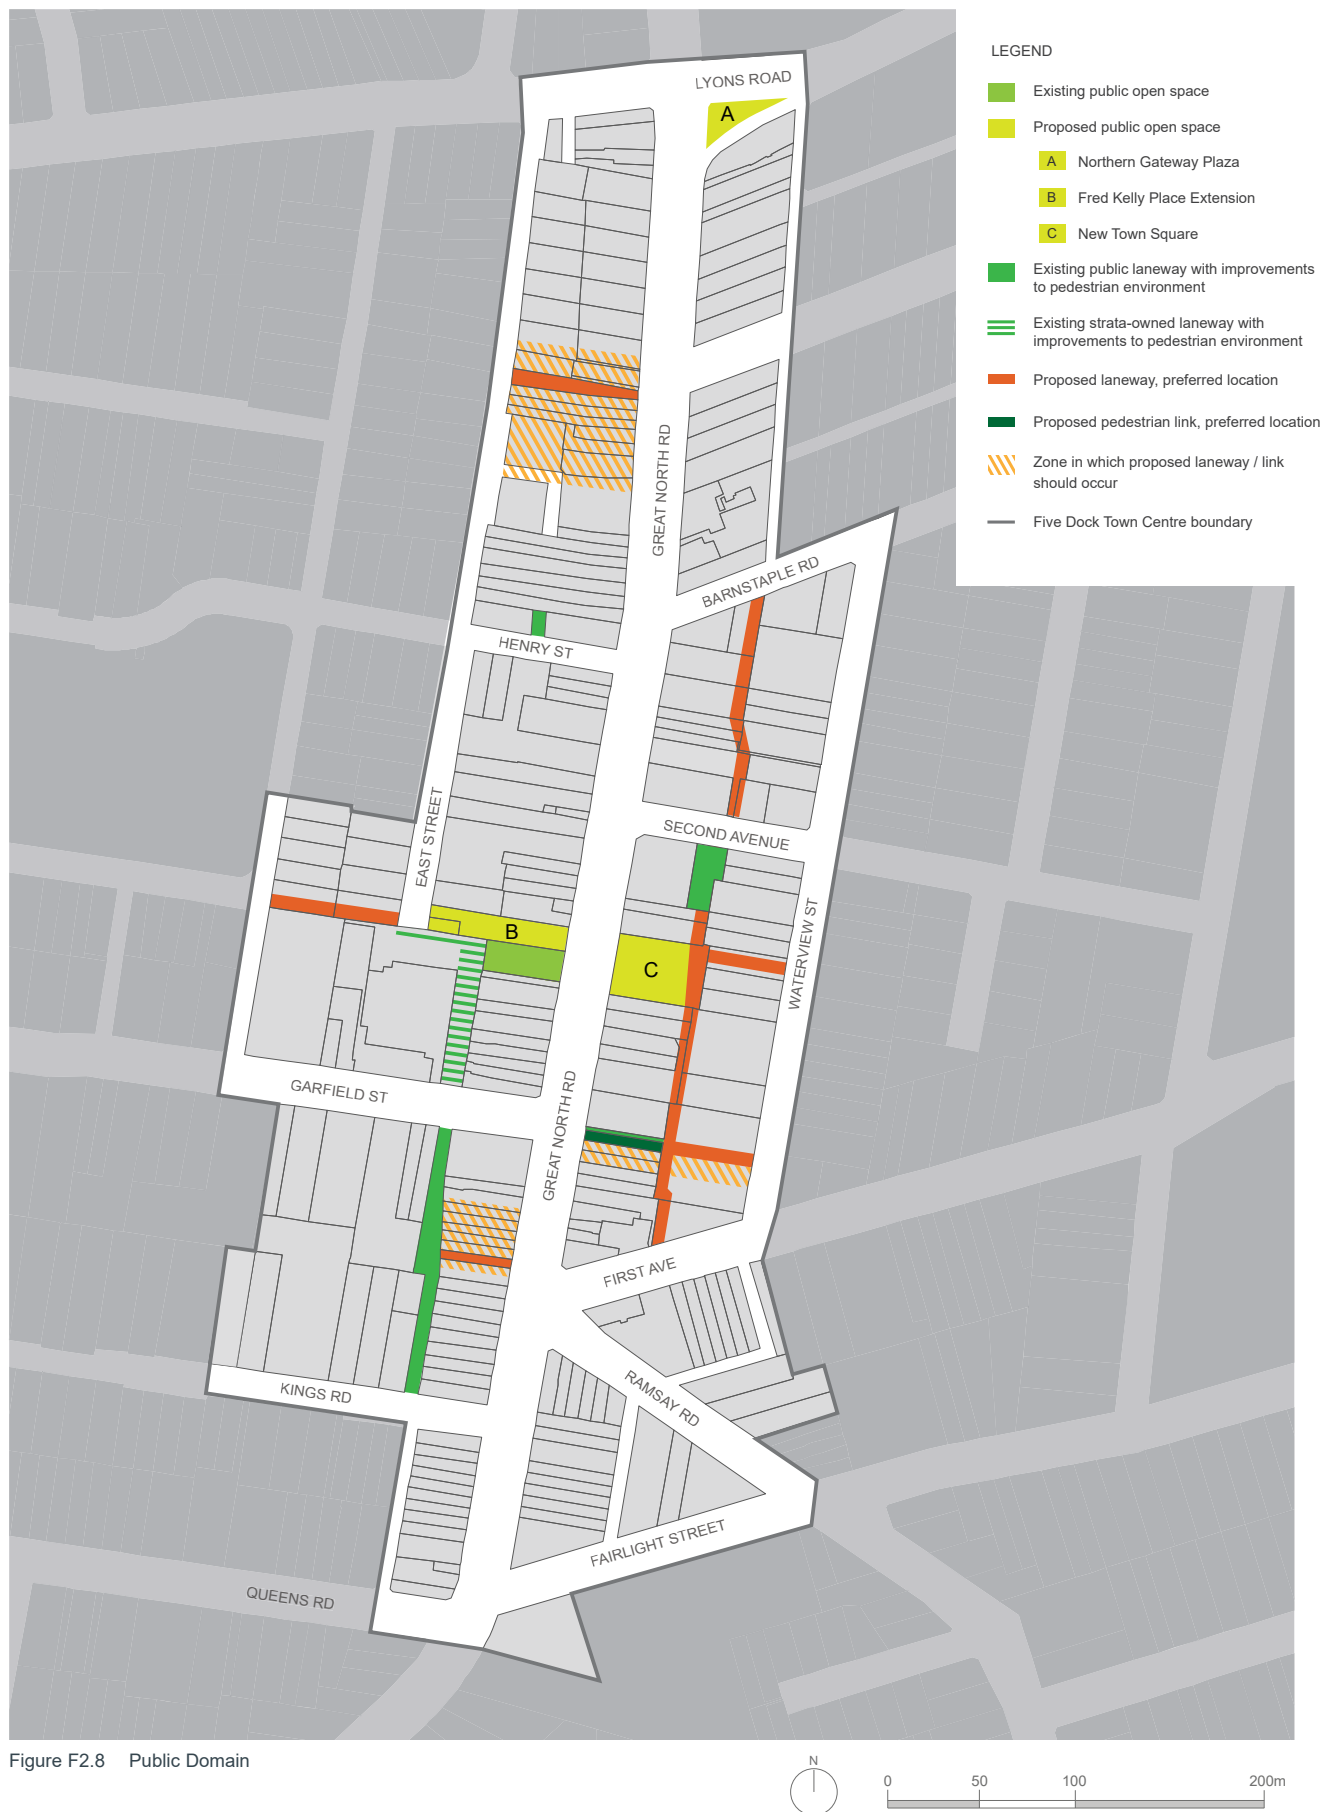 LEGEND
Existing public open space
Proposed public open space
A Northern Gateway Plaza
B Fred Kelly Place Extension
C New Town Square
Existing public laneway with improvements
to pedestrian environment
Existing strata-owned laneway with
improvements to pedestrian environment
Proposed laneway, preferred location
Proposed pedestrian link, preferred location
Zone in which proposed laneway / link
should occur
Five Dock Town Centre boundary
LYONS ROAD
A
GREAT NORTH RD
BARNSTAPLE RD
HENRY ST
EAST STREET
SECOND AVENUE
WATERVIEW ST
B
C
GARFIELD ST
GREAT NORTH RD
FIRST AVE
RAMSAY RD
KINGS RD
FAIRLIGHT STREET
QUEENS RD
Figure F2.8 Public Domain
N
0 50 100 200m